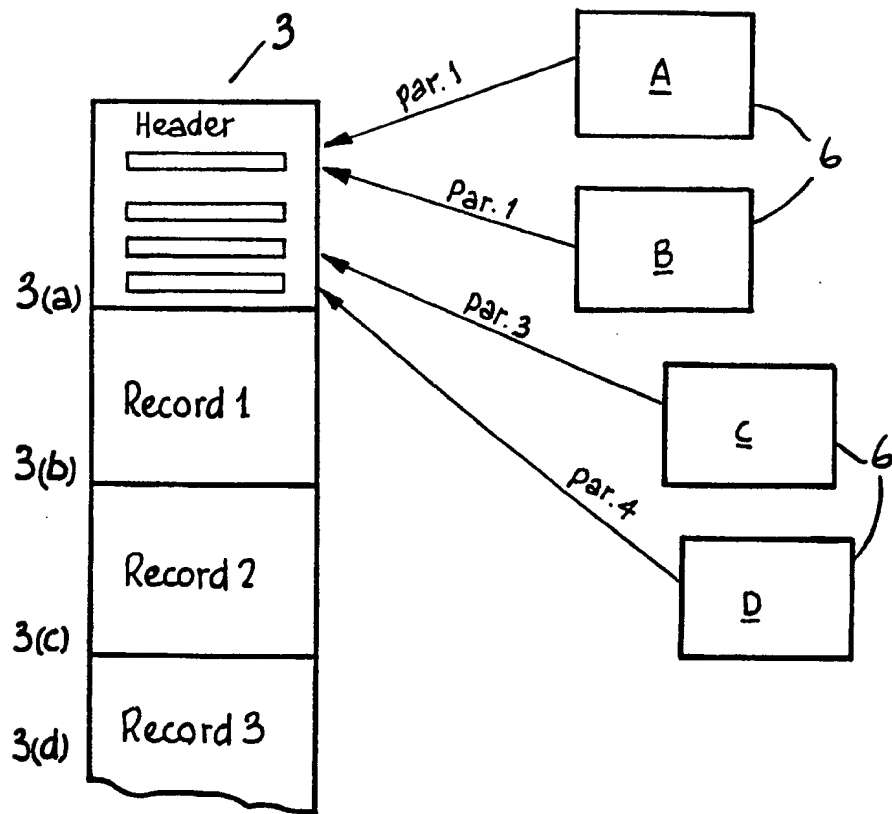 3
Header
A
par. 1
6
Par. 1
B
3(a)
par. 3
Record 1
C
6
3(b)
par. 4
Record 2
D
3(c)
Record 3
3(d)